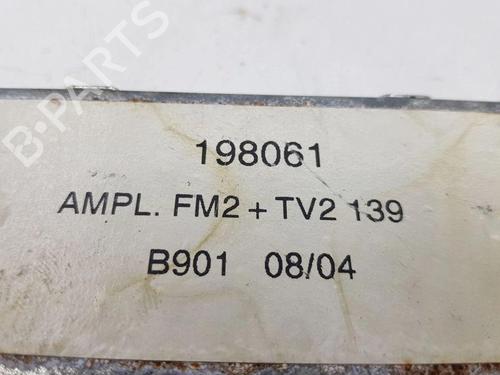 B-PARTS
198061
AMPL. FM2 + TV2 139
B901 08/04